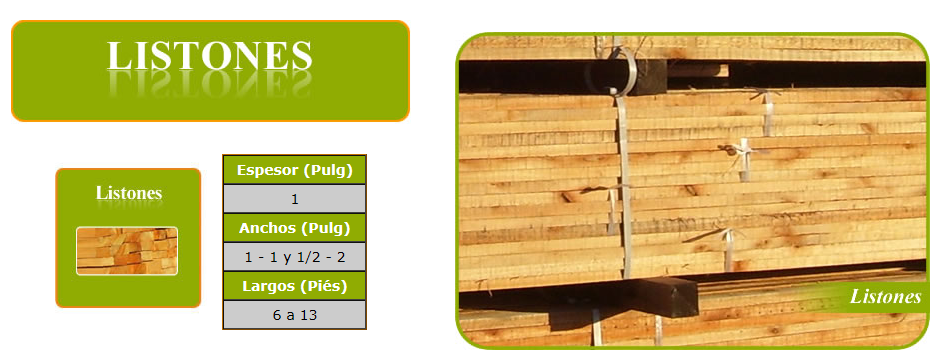 LISTONES
Listones
Espesor (Pulg)
1
Anchos (Pulg)
1 - 1 y 1/2 - 2
Largos (Piés)
6 a 13
Listones